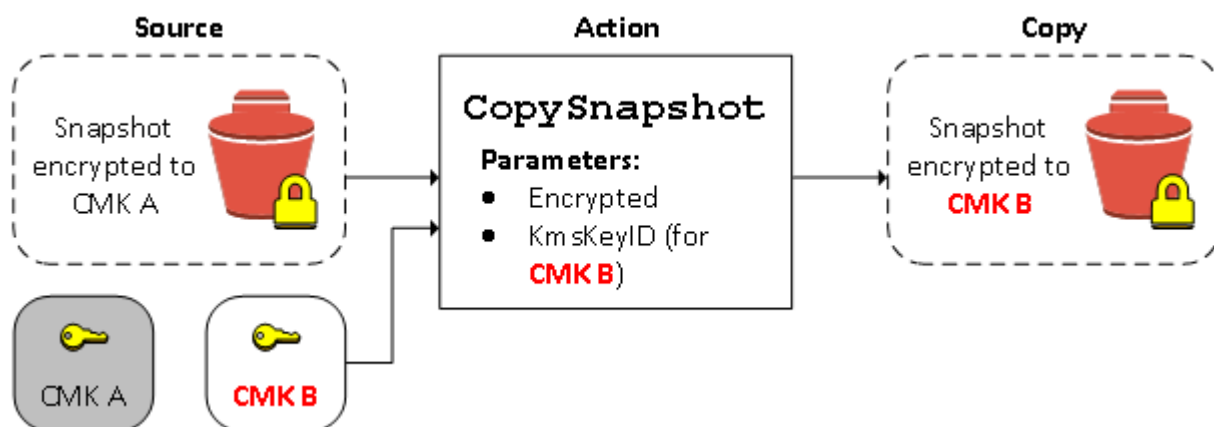 Source
Action
Copy
Snapshot
encrypted to
CMK A
CopySnapshot
Parameters:
● Encrypted
● KmsKeyID (for
CMK B)
Snapshot
encrypted to
CMK B
CMK A
CMK B